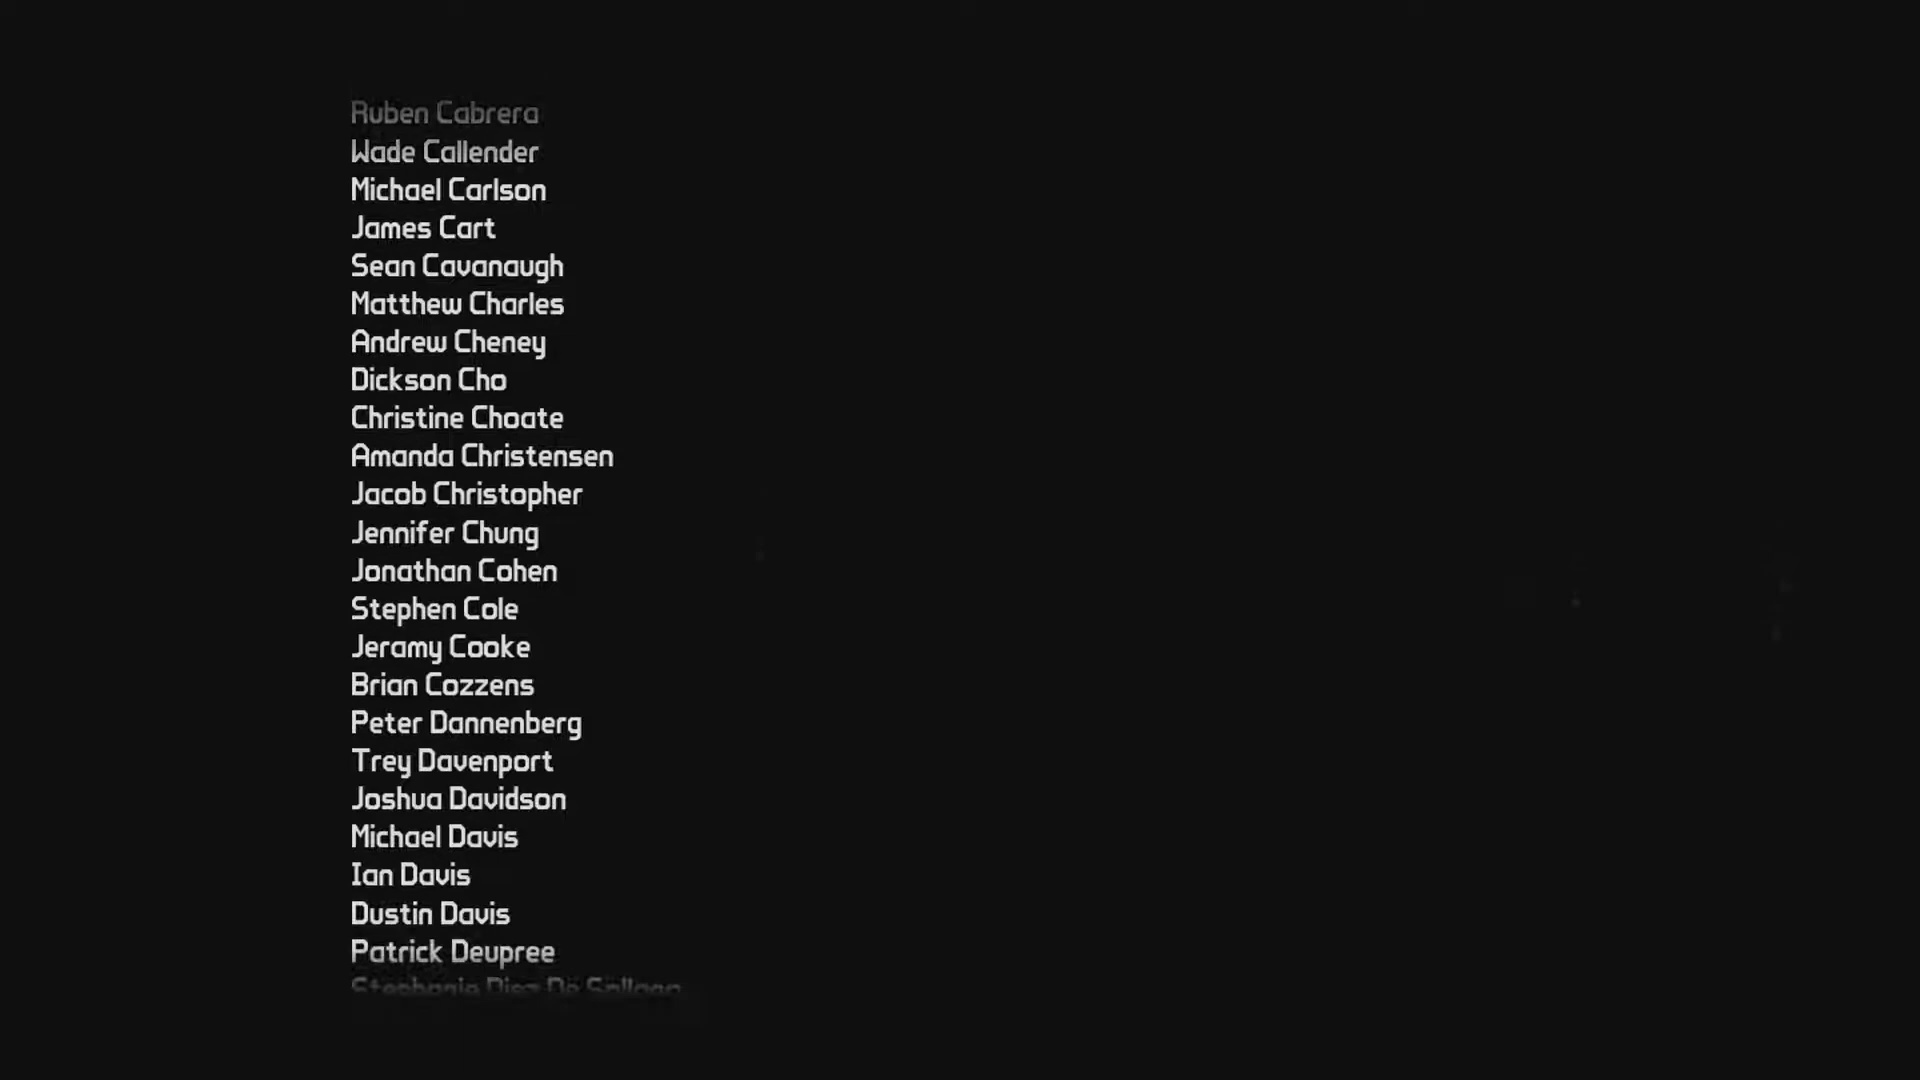 Ruben Cabrera
Wade Callender
Michael Carlson
James Cart
Sean Cavanaugh
Matthew Charles
Andrew Cheney
Dickson Cho
Christine Choate
Amanda Christensen
Jacob Christopher
Jennifer Chung
Jonathan Cohen
Stephen Cole
Jeramy Cooke
Brian Cozzens
Peter Dannenberg
Trey Davenport
Joshua Davidson
Michael Davis
Ian Davis
Dustin Davis
Patrick Deupree
Stephanie